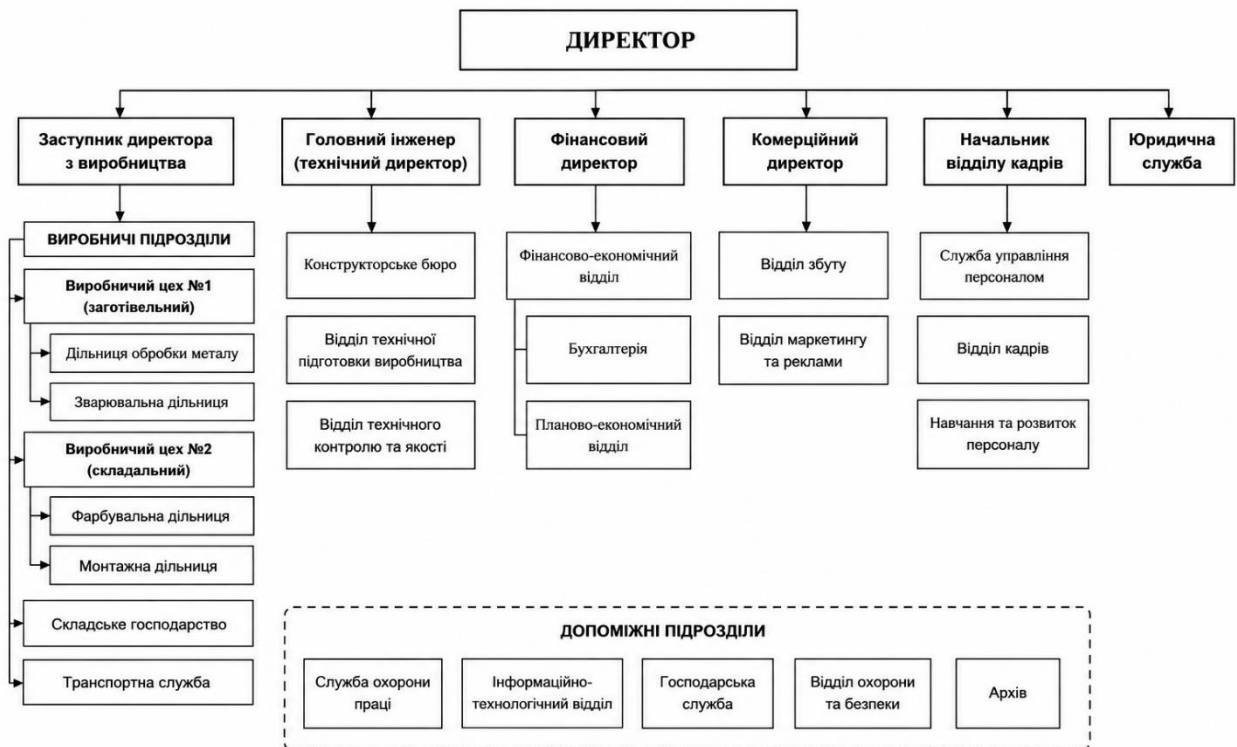 ДИРЕКТОР
Заступник директора
з виробництва
Головний інженер
(технічний директор)
Фінансовий
директор
Комерційний
директор
Начальник
відділу кадрів
Юридична
служба
ВИРОБНИЧІ ПІДРОЗДІЛИ
Виробничий цех №1
(заготівельний)
Дільниця обробки металу
Зварювальна дільниця
Виробничий цех №2
(складальний)
Фарбувальна дільниця
Монтажна дільниця
Складське господарство
Транспортна служба
Конструкторське бюро
Відділ технічної
підготовки виробництва
Відділ технічного
контролю та якості
Фінансово-економічний
відділ
Бухгалтерія
Планово-економічний
відділ
Відділ збуту
Відділ маркетингу
та реклами
Служба управління
персоналом
Відділ кадрів
Навчання та розвиток
персоналу
ДОПОМІЖНІ ПІДРОЗДІЛИ
Служба охорони
праці
Інформаційно-
технологічний відділ
Господарська
служба
Відділ охорони
та безпеки
Архів